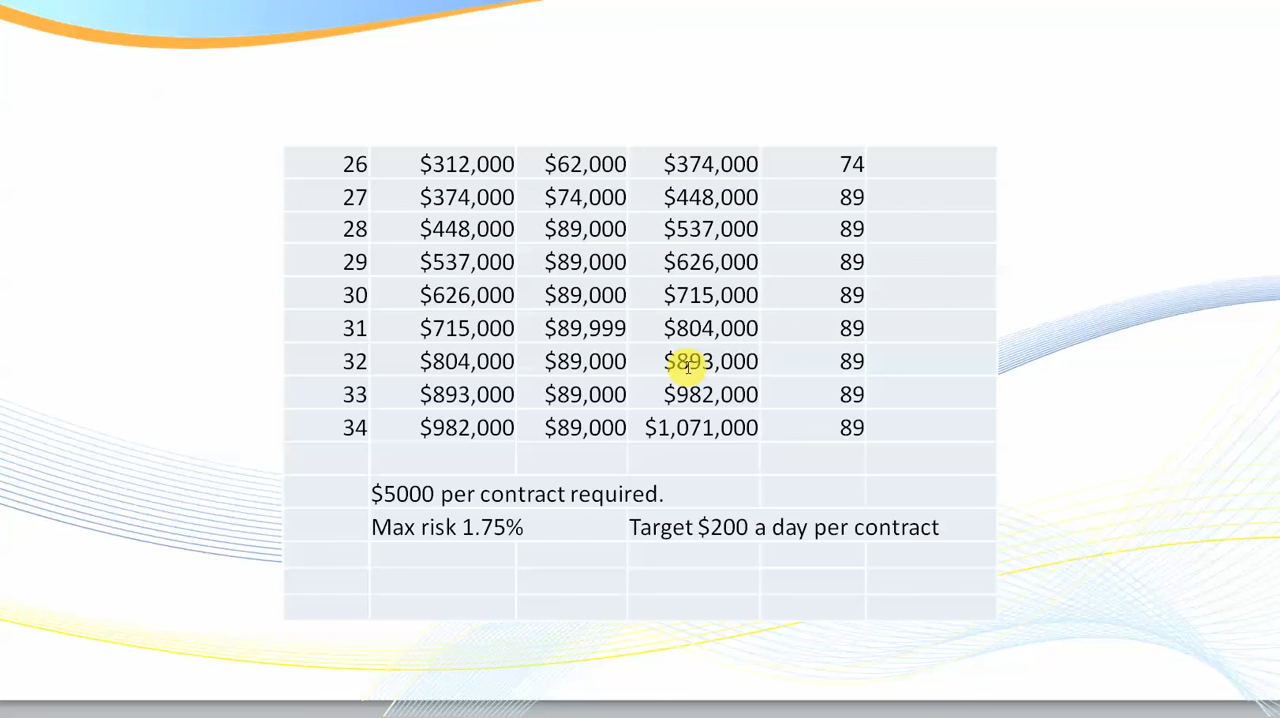 26 $312,000 $62,000 $374,000 74
27 $374,000 $74,000 $448,000 89
28 $448,000 $89,000 $537,000 89
29 $537,000 $89,000 $626,000 89
30 $626,000 $89,000 $715,000 89
31 $715,000 $89,999 $804,000 89
32 $804,000 $89,000 $893,000 89
33 $893,000 $89,000 $982,000 89
34 $982,000 $89,000 $1,071,000 89
$5000 per contract required.
Max risk 1.75% Target $200 a day per contract